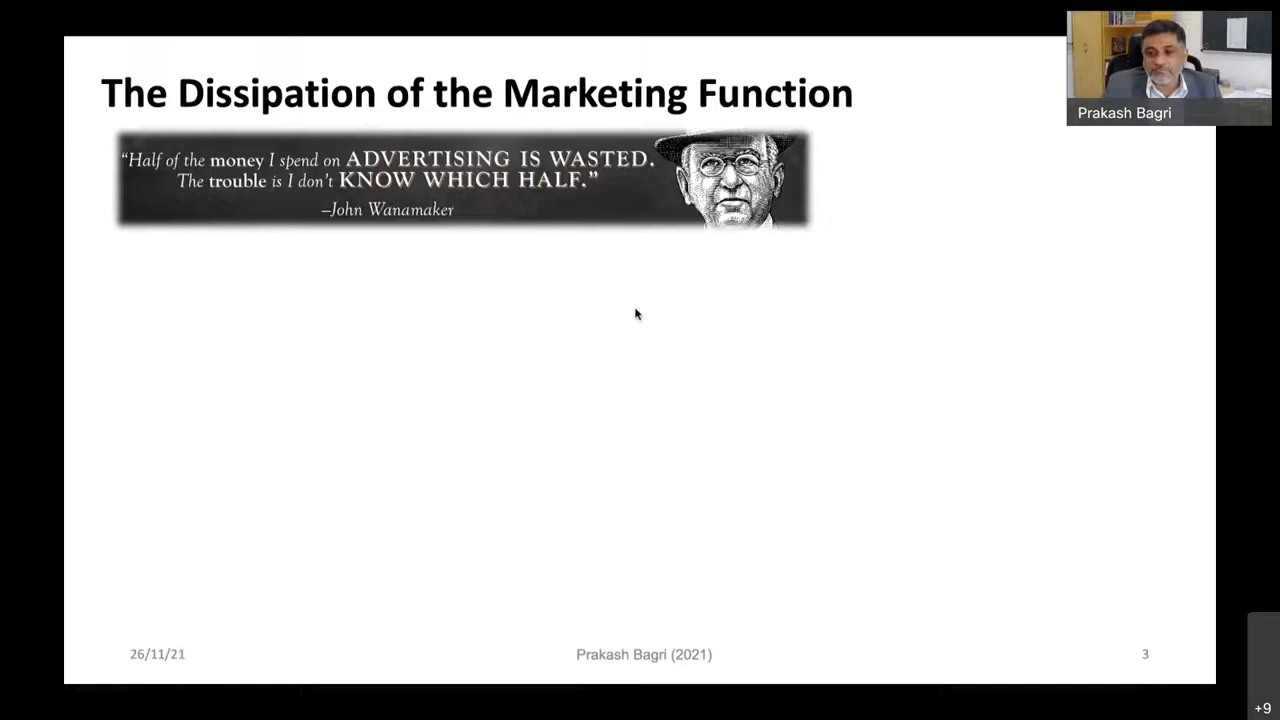 The Dissipation of the Marketing Function
“Half of the money I spend on ADVERTISING IS WASTED.
The trouble is I don't KNOW WHICH HALF.”
–John Wanamaker
Prakash Bagri
26/11/21
Prakash Bagri (2021)
3
+9